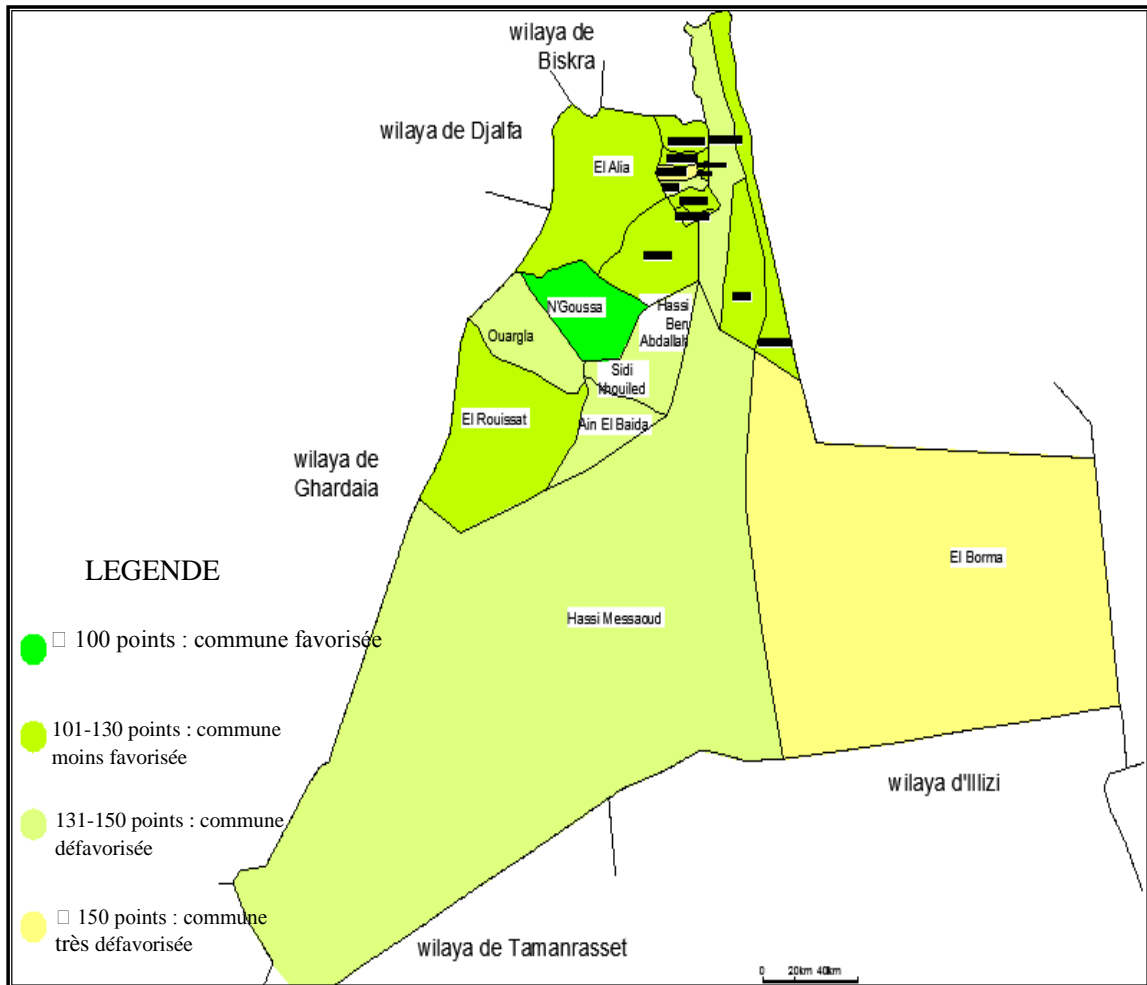 wilaya de
Biskra
wilaya de Djalfa
El Alia
N'Goussa
Hassi
Ben
Abdallah
Ouargla
Sidi
Khouiled
El Rouissat
Ain El Baida
wilaya de
Ghardaia
El Borma
LEGENDE
Hassi Messaoud
□ 100 points : commune favorisée
101-130 points : commune
moins favorisée
131-150 points : commune
défavorisée
□ 150 points : commune
très défavorisée
wilaya d'Illizi
wilaya de Tamanrasset
0 20km 40km